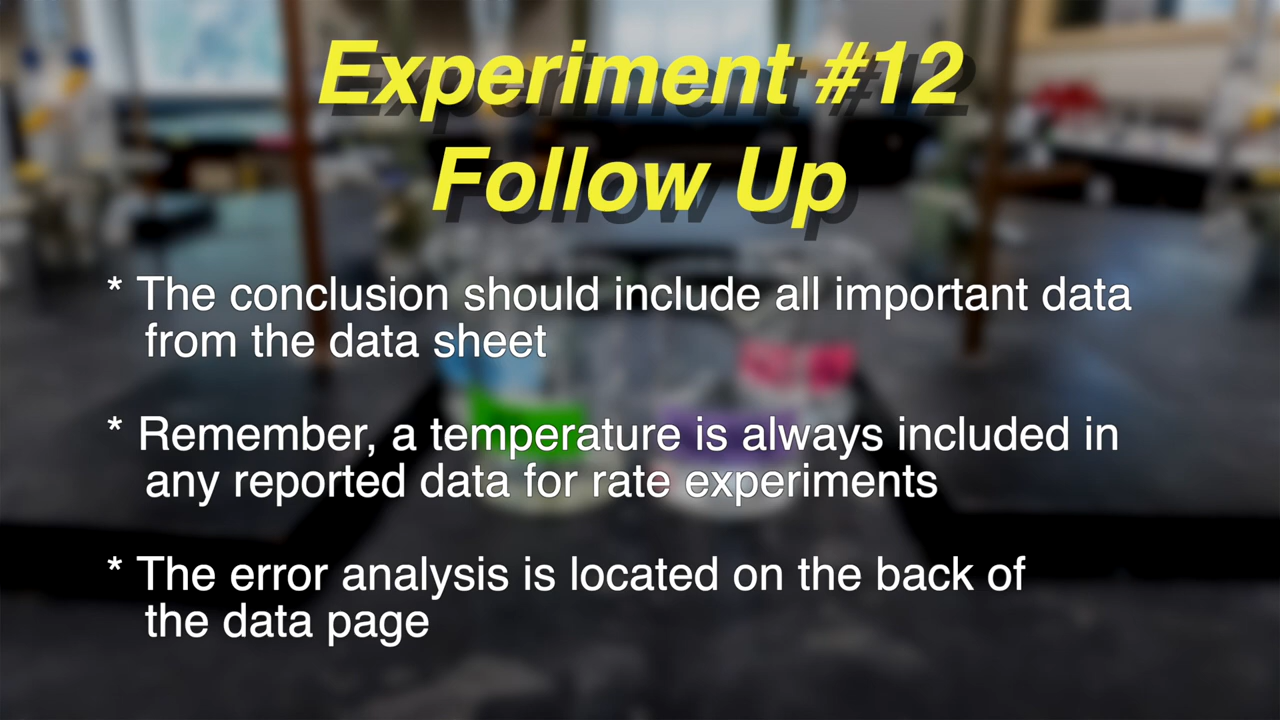 Experiment #12
Follow Up
* The conclusion should include all important data
from the data sheet
* Remember, a temperature is always included in
any reported data for rate experiments
* The error analysis is located on the back of
the data page